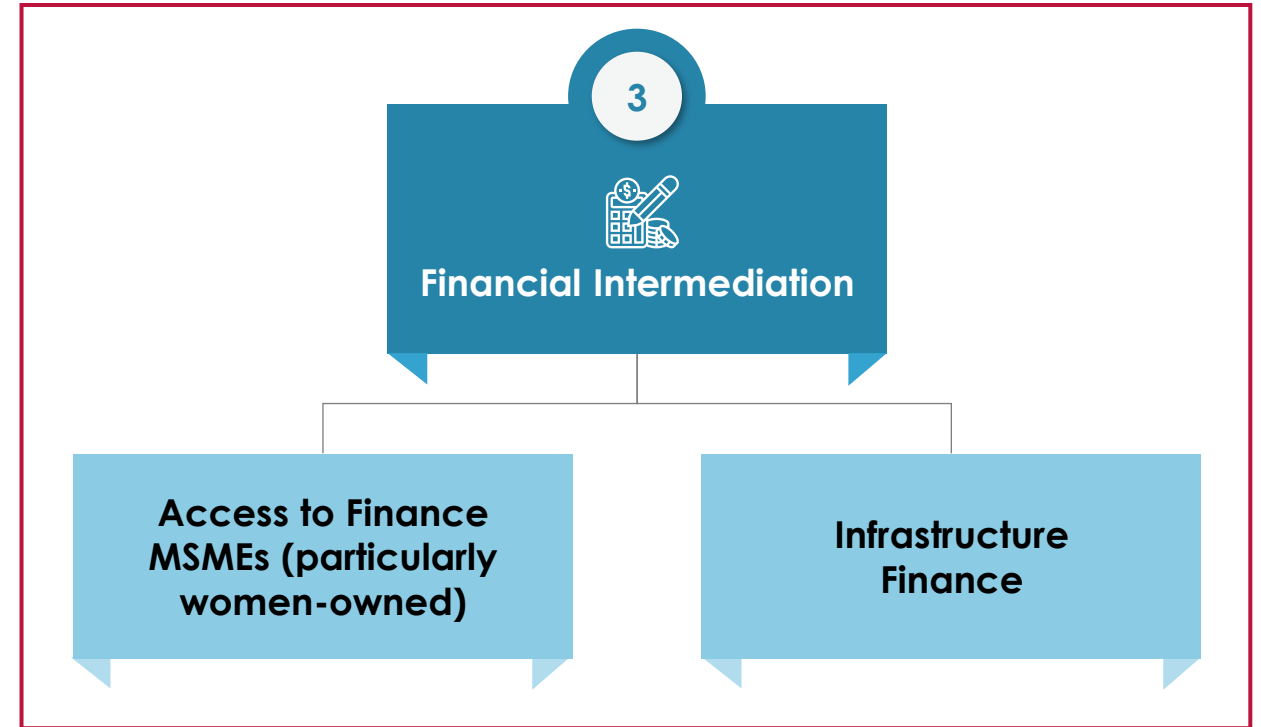 3
$
Financial Intermediation
Access to Finance
MSMEs (particularly
women-owned)
Infrastructure
Finance